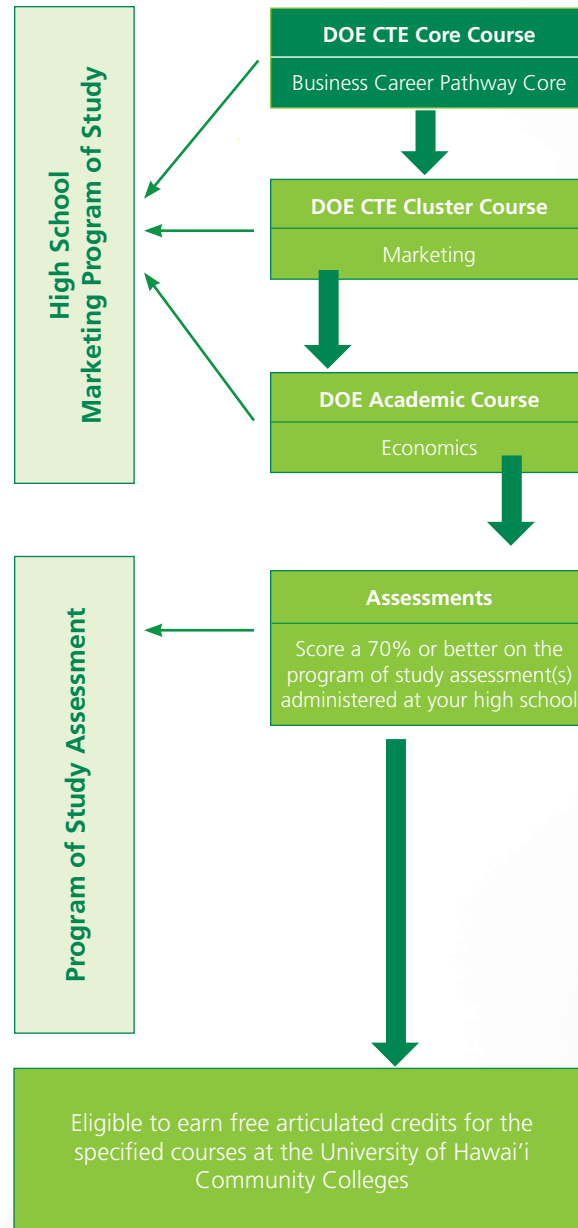 High School
Marketing Program of Study
DOE CTE Core Course
Business Career Pathway Core
DOE CTE Cluster Course
Marketing
DOE Academic Course
Economics
Program of Study Assessment
Assessments
Score a 70% or better on the
program of study assessment(s)
administered at your high school
Eligible to earn free articulated credits for the
specified courses at the University of Hawai‘i
Community Colleges